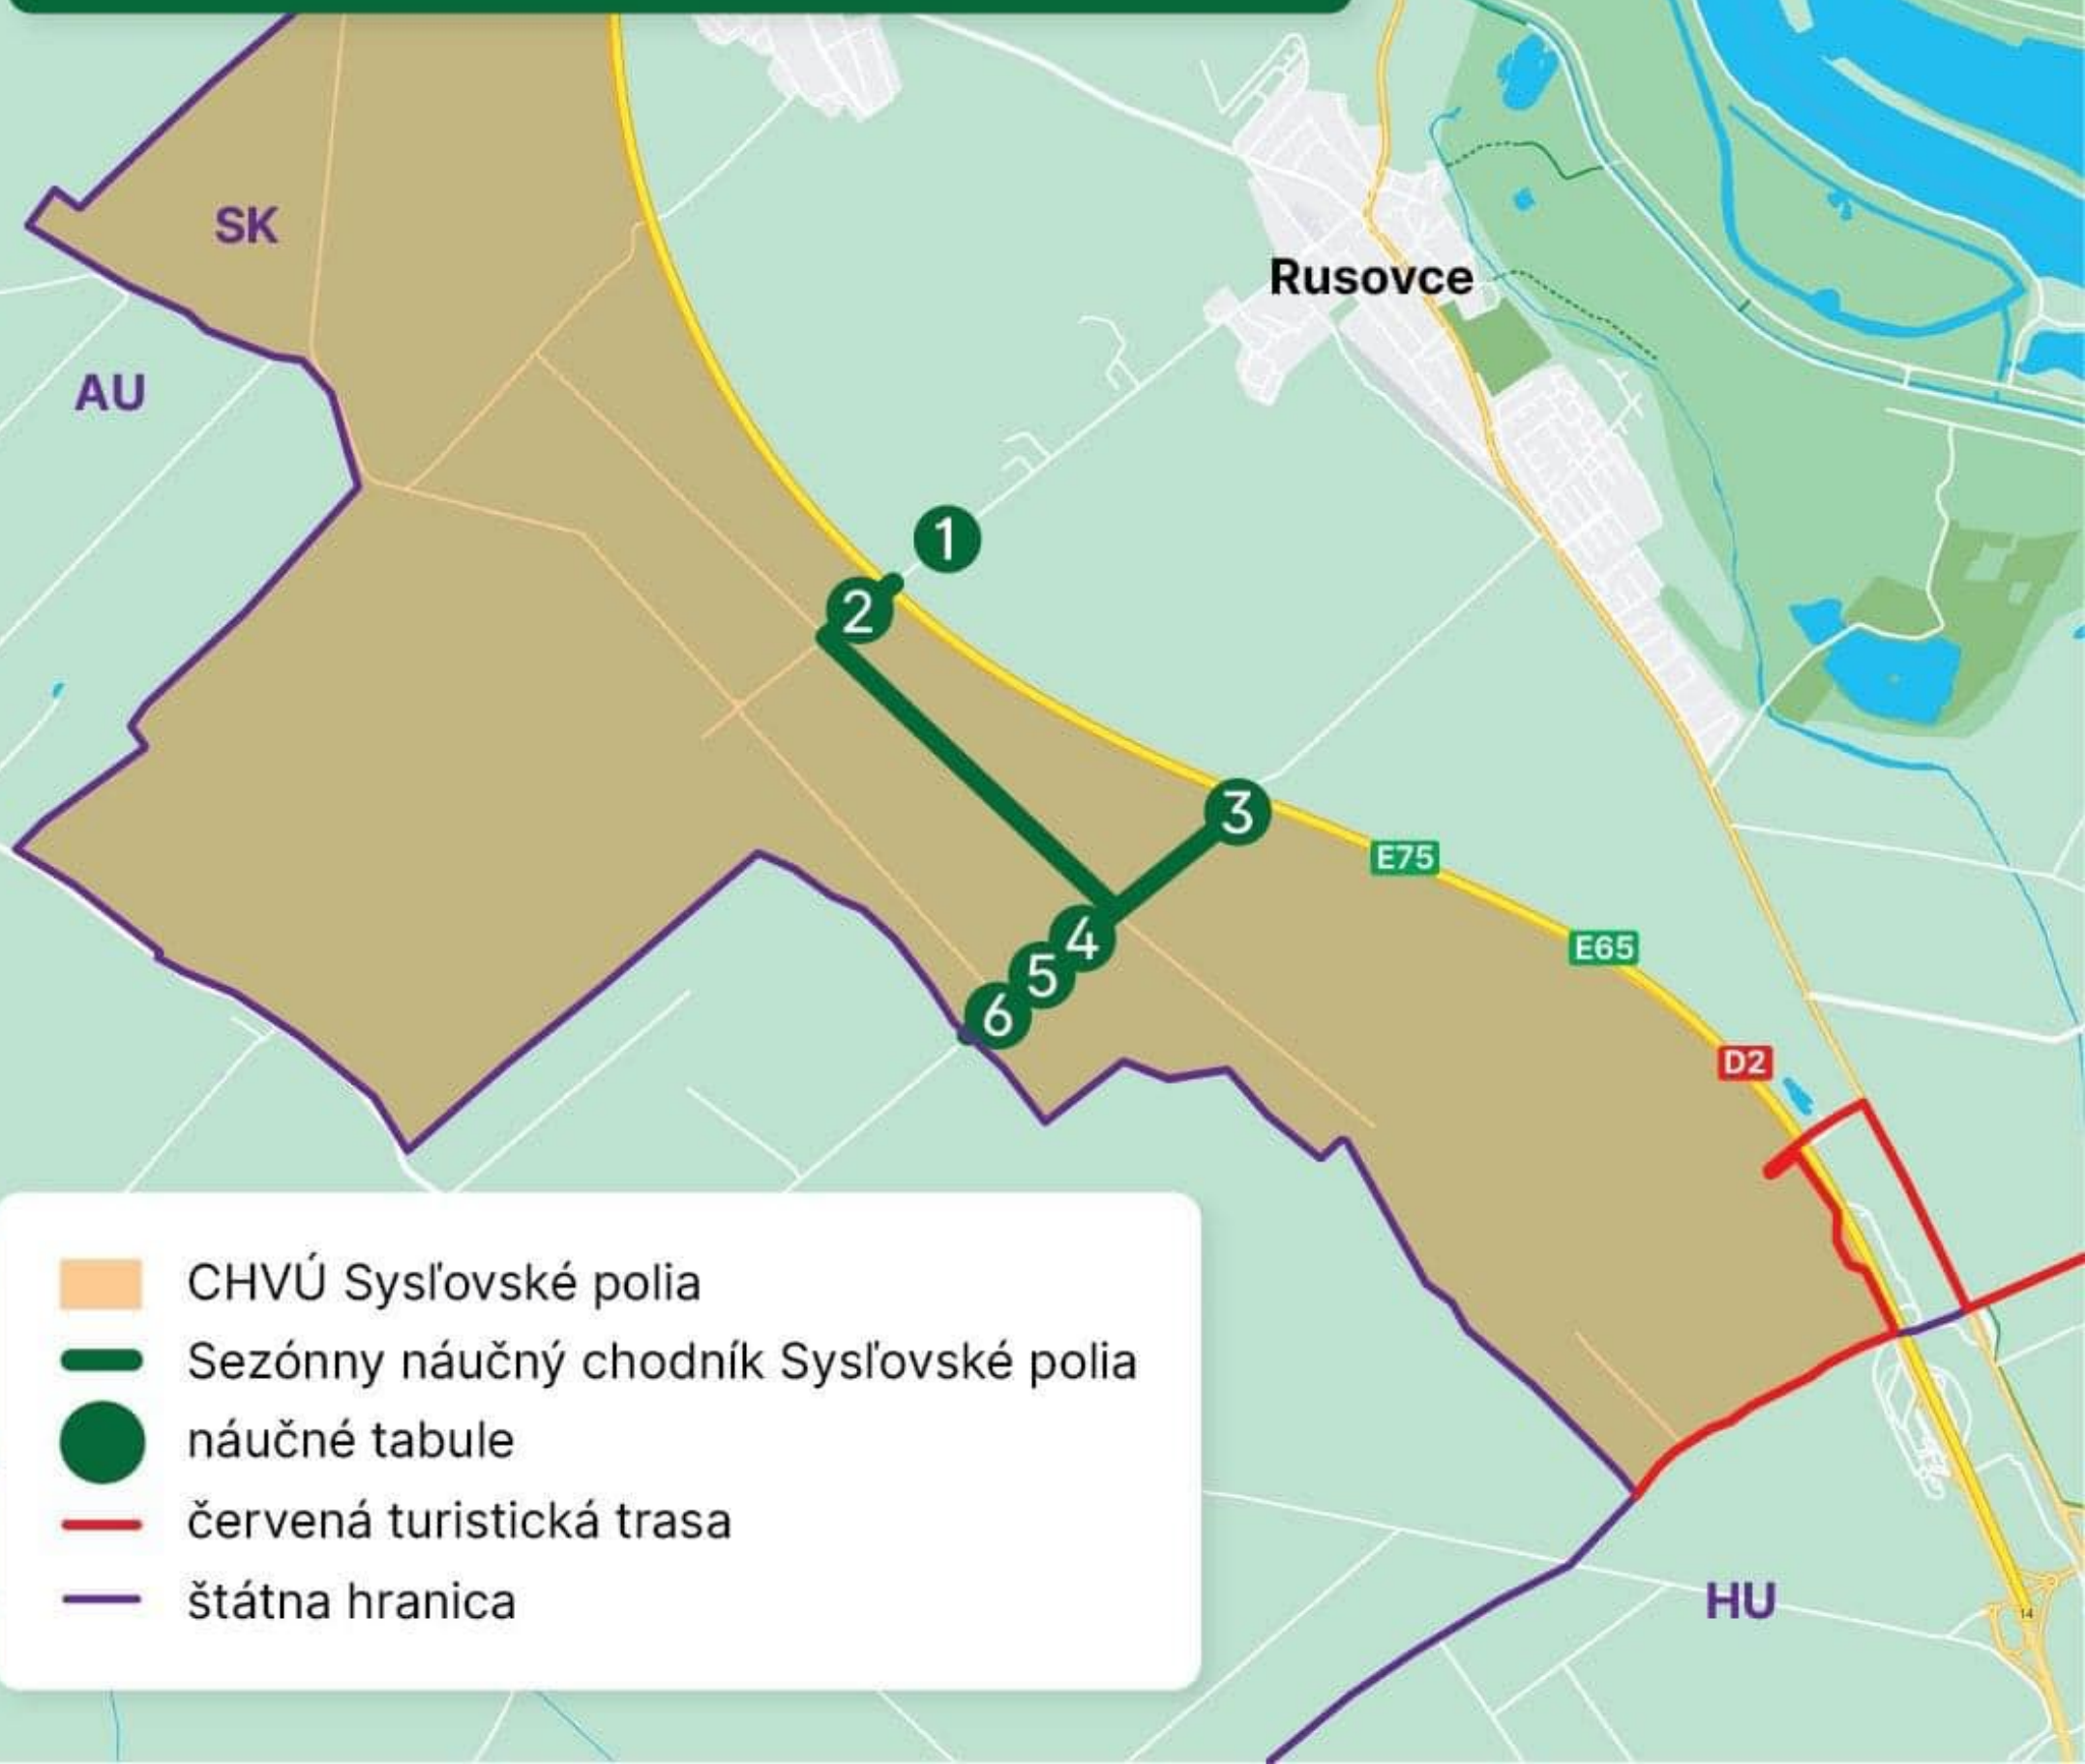 SK
Rusovce
AU
1
2
3
E75
4
E65
5
6
D2
CHVÚ Sysľovské polia
Sezónny náučný chodník Sysľovské polia
náučné tabule
červená turistická trasa
štátna hranica
HU
14